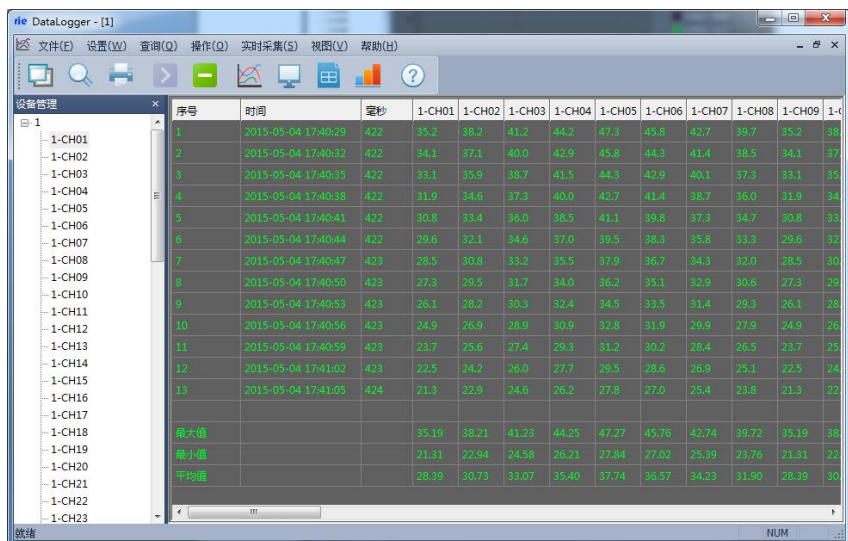 rie DataLogger - [1]
文件(F) 设置(W) 查询(Q) 操作(O) 实时采集(S) 视图(V) 帮助(H)
设备管理
1
1-CH01
1-CH02
1-CH03
1-CH04
1-CH05
1-CH06
1-CH07
1-CH08
1-CH09
1-CH10
1-CH11
1-CH12
1-CH13
1-CH14
1-CH15
1-CH16
1-CH17
1-CH18
1-CH19
1-CH20
1-CH21
1-CH22
1-CH23
序号 时间 毫秒 1-CH01 1-CH02 1-CH03 1-CH04 1-CH05 1-CH06 1-CH07 1-CH08 1-CH09
1 2015-05-04 17:40:29 422 35.2 38.2 41.2 44.2 47.3 45.8 42.7 39.7 35.2 38.
2 2015-05-04 17:40:32 422 34.1 37.1 40.0 42.9 45.8 44.3 41.4 38.5 34.1 37.
3 2015-05-04 17:40:35 422 33.1 35.9 38.7 41.5 44.3 42.9 40.1 37.3 33.1 35.
4 2015-05-04 17:40:38 422 31.9 34.6 37.3 40.0 42.7 41.4 38.7 36.0 31.9 34.
5 2015-05-04 17:40:41 422 30.8 33.4 36.0 38.5 41.1 39.8 37.3 34.7 30.8 33.
6 2015-05-04 17:40:44 422 29.6 32.1 34.6 37.0 39.5 38.3 35.8 33.3 29.6 32.
7 2015-05-04 17:40:47 423 28.5 30.8 33.2 35.5 37.9 36.7 34.3 32.0 28.5 30.
8 2015-05-04 17:40:50 423 27.3 29.5 31.7 34.0 36.2 35.1 32.9 30.6 27.3 29.
9 2015-05-04 17:40:53 423 26.1 28.2 30.3 32.4 34.5 33.5 31.4 29.3 26.1 28.
10 2015-05-04 17:40:56 423 24.9 26.9 28.9 30.9 32.8 31.9 29.9 27.9 24.9 26.
11 2015-05-04 17:40:59 423 23.7 25.6 27.4 29.3 31.2 30.2 28.4 26.5 23.7 25.
12 2015-05-04 17:41:02 423 22.5 24.2 26.0 27.7 29.5 28.6 26.9 25.1 22.5 24.
13 2015-05-04 17:41:05 424 21.3 22.9 24.6 26.2 27.8 27.0 25.4 23.8 21.3 22.
最大值 35.19 38.21 41.23 44.25 47.27 45.76 42.74 39.72 35.19 38.
最小值 21.31 22.94 24.58 26.21 27.84 27.02 25.39 23.76 21.31 22.
平均值 28.39 30.73 33.07 35.40 37.74 36.57 34.23 31.90 28.39 30.
就绪 NUM